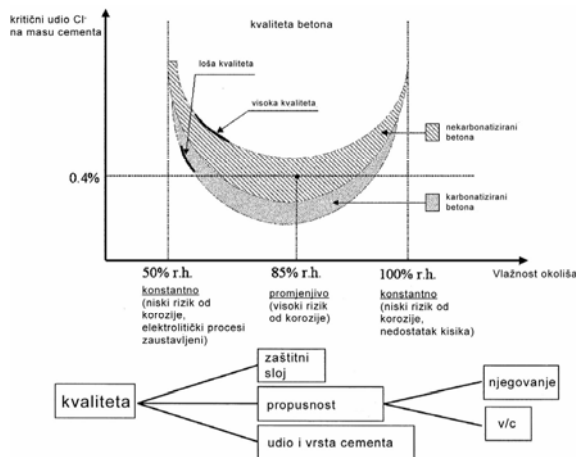 kritični udio Cl⁻
na masu cementa
kvaliteta betona
loša kvaliteta
visoka kvaliteta
nekarbonatizirani
betona
0.4%
karbonatizirani
betona
50% r.h.
85% r.h.
100% r.h.
Vlažnost okoliša
konstantno
(niski rizik od
korozije,
elektrolitički procesi
zaustavljeni)
promjenjivo
(visoki rizik
od korozije)
konstantno
(niski rizik od
korozije,
nedostatak kisika)
kvaliteta
zaštitni
sloj
propusnost
udio i vrsta cementa
njegovanje
v/c